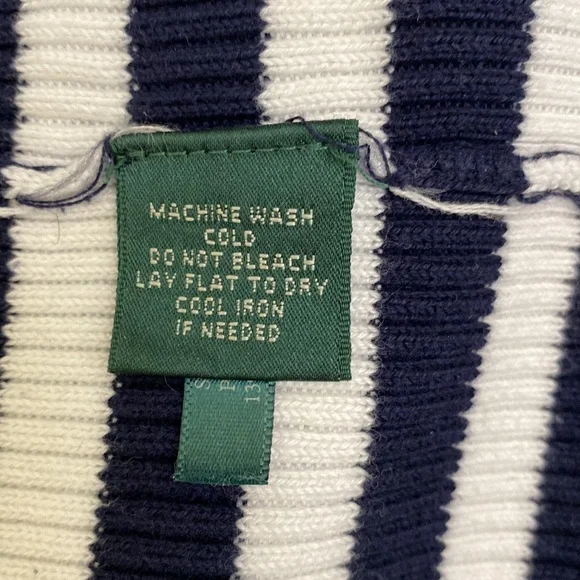 MACHINE WASH
COLD
DO NOT BLEACH
LAY FLAT TO DRY
COOL IRON
IF NEEDED